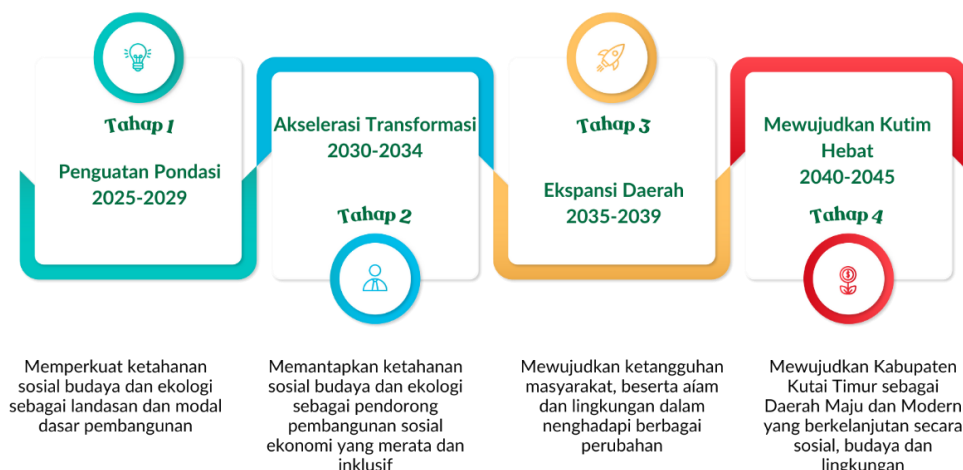 Tahap 1
Penguatan Pondasi
2025-2029
Akselerasi Transformasi
2030-2034
Tahap 2
Tahap 3
Ekspansi Daerah
2035-2039
Mewujudkan Kutim
Hebat
2040-2045
Tahap 4
Memperkuat ketahanan
sosial budaya dan ekologi
sebagai landasan dan modal
dasar pembangunan
Memantapkan ketahanan
sosial budaya dan ekologi
sebagai pendorong
pembangunan sosial
ekonomi yang merata dan
inklusif
Mewujudkan ketangguhan
masyarakat, beserta aíam
dan lingkungan dalam
nenghadapi berbagai
perubahan
Mewujudkan Kabupaten
Kutai Timur sebagai
Daerah Maju dan Modern
yang berkelanjutan secara
sosial, budaya dan
lingkungan